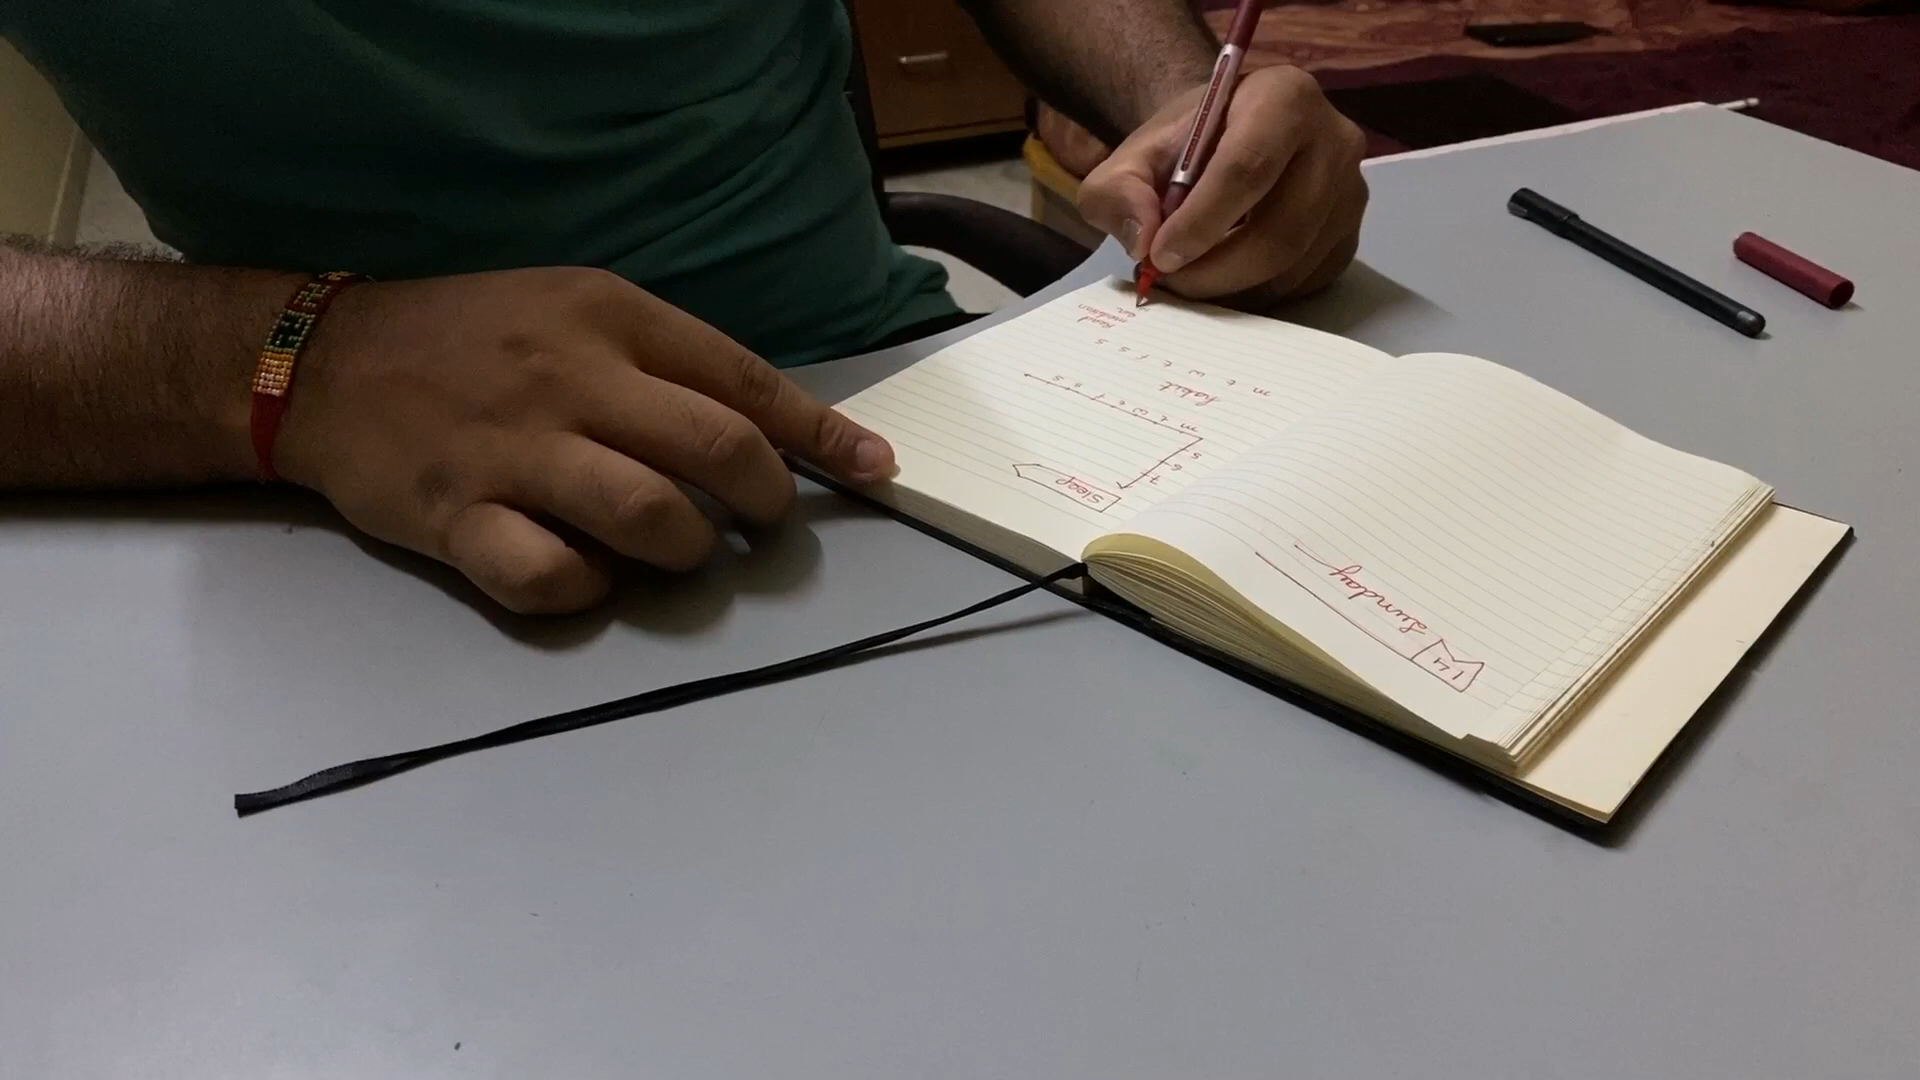 Sleep
7
6
5
m t w t f s s
habit
m t w t f s s
Read
meditation
14
Sunday